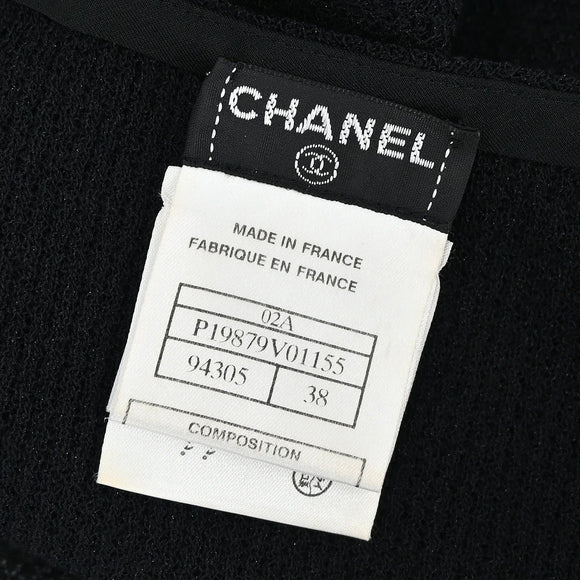 CHANEL
MADE IN FRANCE
FABRIQUE EN FRANCE
02A
P19879V01155
94305 38
COMPOSITION